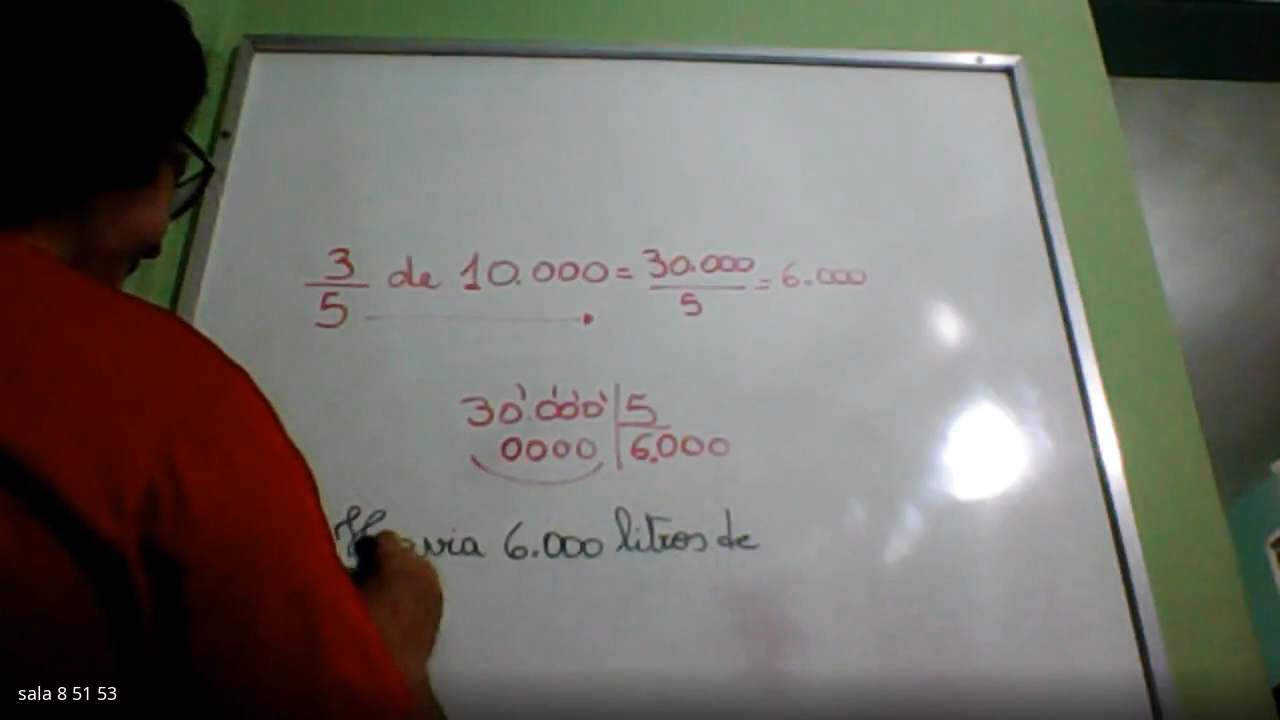 3/5 de 10.000 = 30.000/5 = 6.000
30.000 | 5
0000 | 6.000
Havia 6.000 litros de
sala 8 51 53